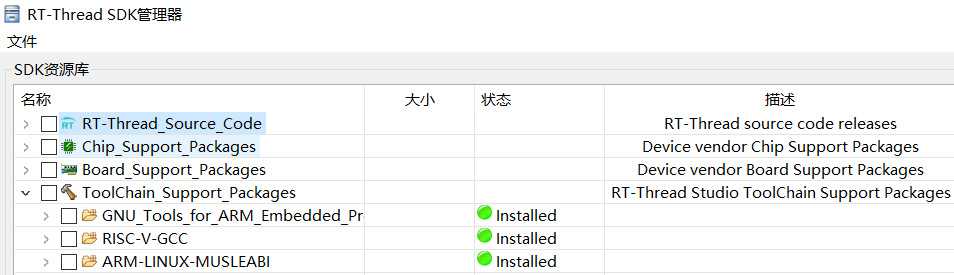 RT-Thread SDK管理器
文件
SDK资源库
名称 大小 状态 描述
RT-Thread_Source_Code RT-Thread source code releases
Chip_Support_Packages Device vendor Chip Support Packages
Board_Support_Packages Device vendor Board Support Packages
ToolChain_Support_Packages RT-Thread Studio ToolChain Support Packages
GNU_Tools_for_ARM_Embedded_Pr Installed
RISC-V-GCC Installed
ARM-LINUX-MUSLEABI Installed